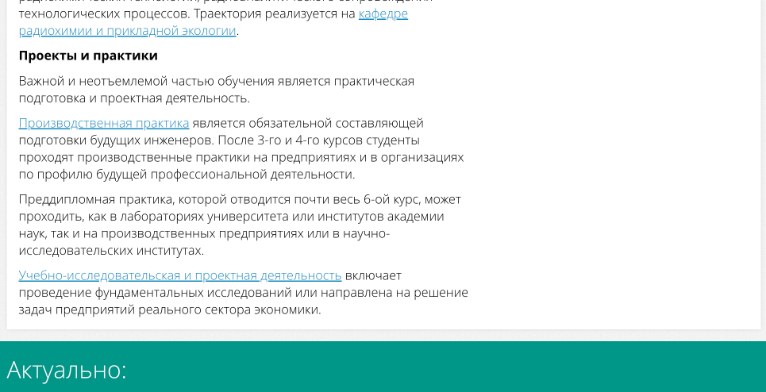 технологических процессов. Траектория реализуется на кафедре
радиохимии и прикладной экологии.
Проекты и практики
Важной и неотъемлемой частью обучения является практическая
подготовка и проектная деятельность.
Производственная практика является обязательной составляющей
подготовки будущих инженеров. После 3-го и 4-го курсов студенты
проходят производственные практики на предприятиях и в организациях
по профилю будущей профессиональной деятельности.
Преддипломная практика, которой отводится почти весь 6-ой курс, может
проходить, как в лабораториях университета или институтов академии
наук, так и на производственных предприятиях или в научно-
исследовательских институтах.
Учебно-исследовательская и проектная деятельность включает
проведение фундаментальных исследований или направлена на решение
задач предприятий реального сектора экономики.
Актуально: